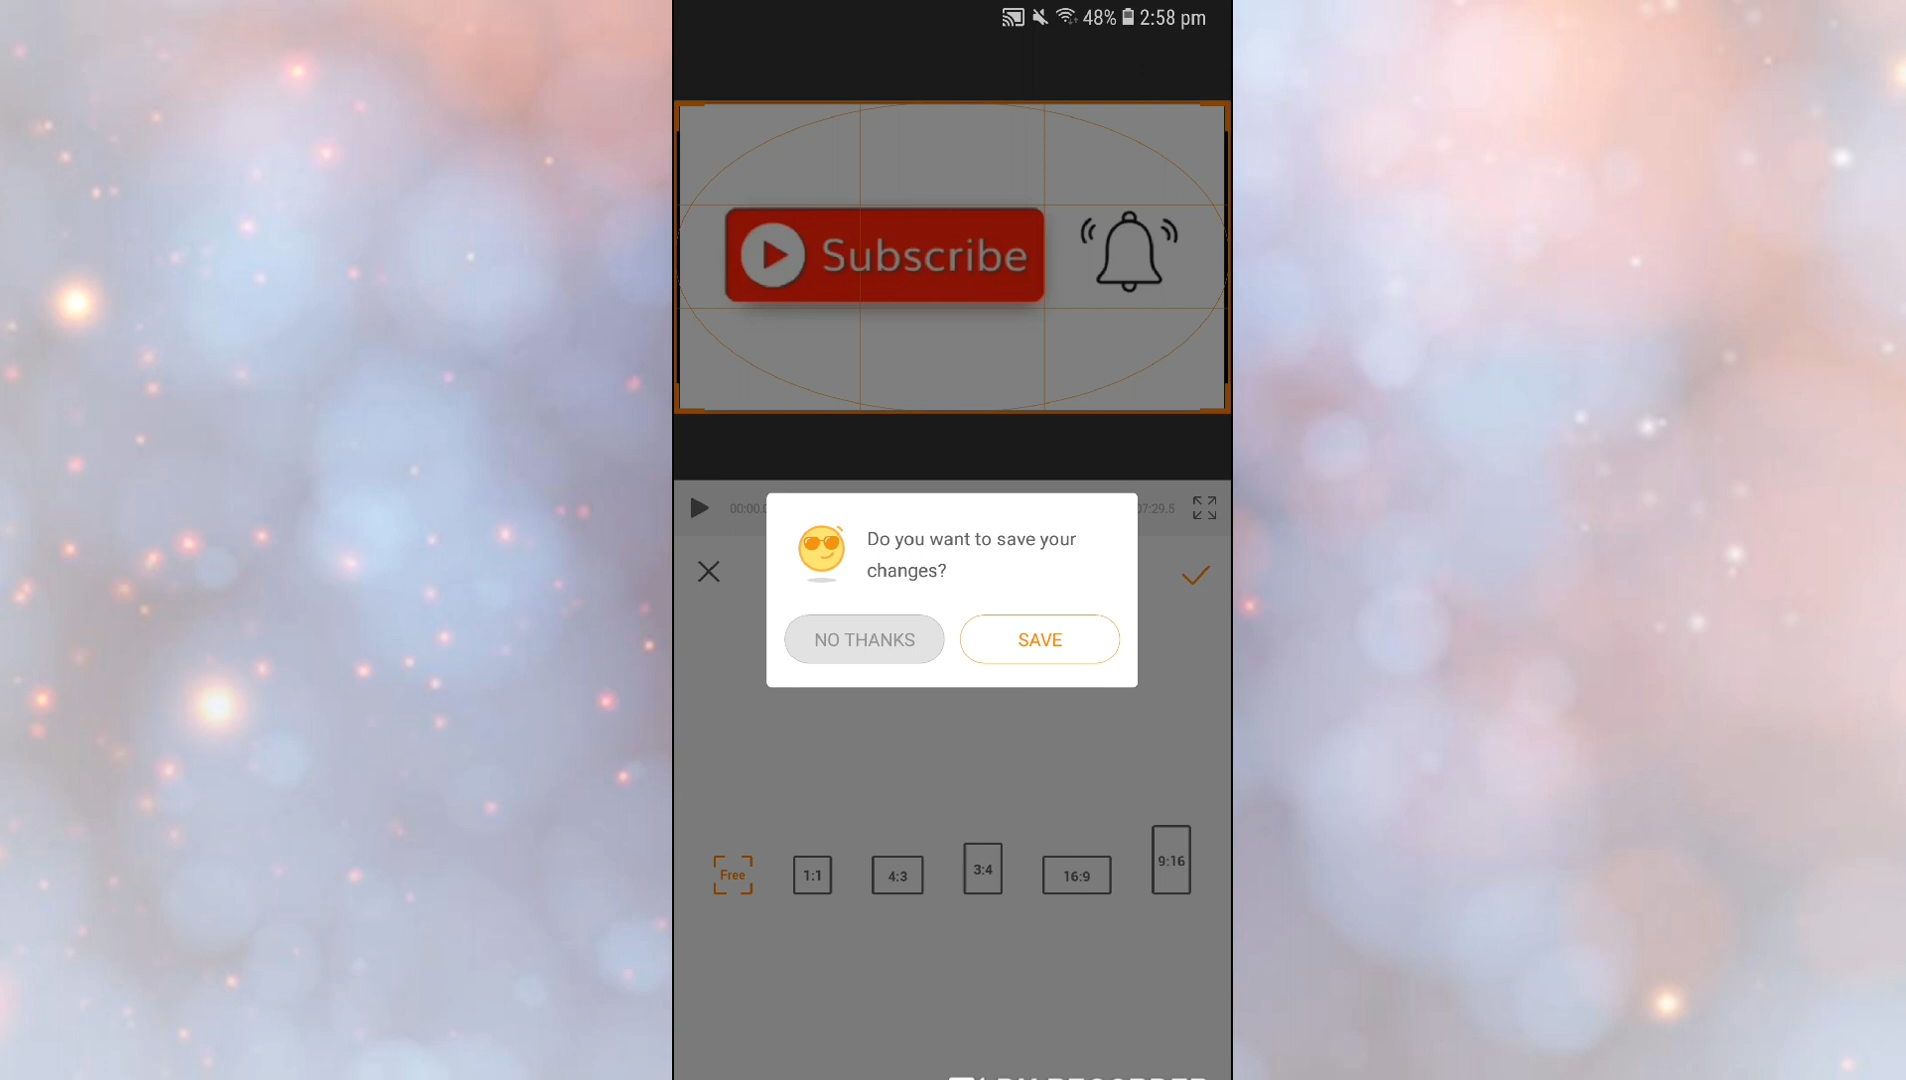 48% 2:58 pm
Subscribe
00:00.
07:29.5
Do you want to save your
changes?
NO THANKS
SAVE
Free
1:1
4:3
3:4
16:9
9:16